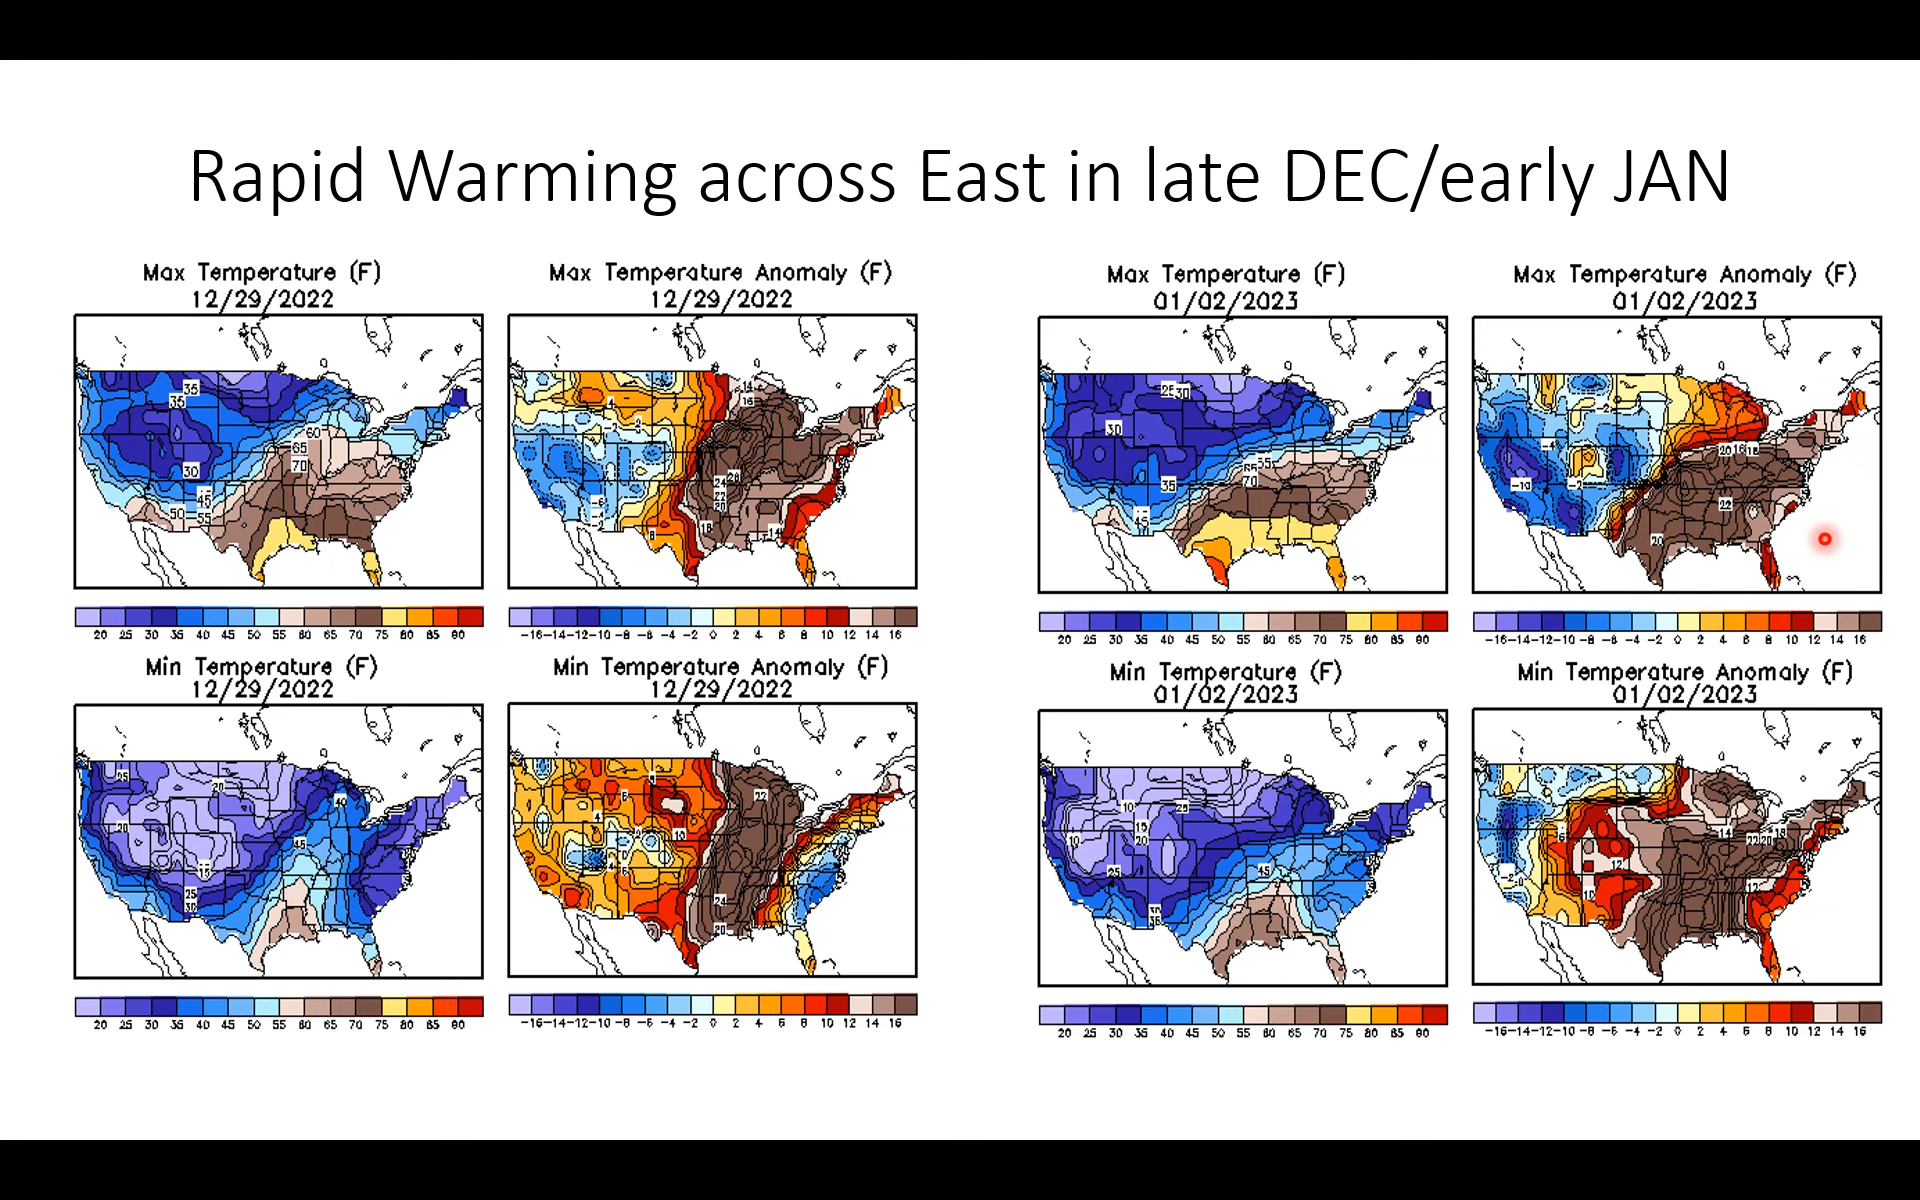 Rapid Warming across East in late DEC/early JAN
Max Temperature (F)
12/29/2022
Max Temperature Anomaly (F)
12/29/2022
Max Temperature (F)
01/02/2023
Max Temperature Anomaly (F)
01/02/2023
20 25 30 35 40 45 50 55 60 65 70 75 80 85 90
-16 -14 -12 -10 -8 -6 -4 -2 0 2 4 6 8 10 12 14 16
20 25 30 35 40 45 50 55 60 65 70 75 80 85 90
-16 -14 -12 -10 -8 -6 -4 -2 0 2 4 6 8 10 12 14 16
Min Temperature (F)
12/29/2022
Min Temperature Anomaly (F)
12/29/2022
Min Temperature (F)
01/02/2023
Min Temperature Anomaly (F)
01/02/2023
20 25 30 35 40 45 50 55 60 65 70 75 80 85 90
-16 -14 -12 -10 -8 -6 -4 -2 0 2 4 6 8 10 12 14 16
20 25 30 35 40 45 50 55 60 65 70 75 80 85 90
-16 -14 -12 -10 -8 -6 -4 -2 0 2 4 6 8 10 12 14 16